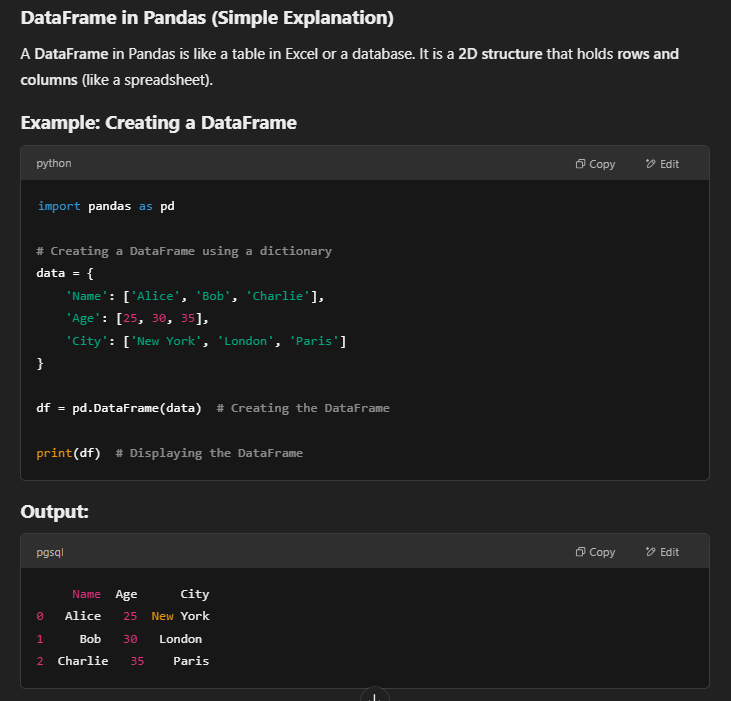 DataFrame in Pandas (Simple Explanation)
A DataFrame in Pandas is like a table in Excel or a database. It is a 2D structure that holds rows and
columns (like a spreadsheet).
Example: Creating a DataFrame
python Copy Edit
import pandas as pd
# Creating a DataFrame using a dictionary
data = {
    'Name': ['Alice', 'Bob', 'Charlie'],
    'Age': [25, 30, 35],
    'City': ['New York', 'London', 'Paris']
}
df = pd.DataFrame(data)  # Creating the DataFrame
print(df)  # Displaying the DataFrame
Output:
pgsql Copy Edit
     Name  Age      City
0   Alice   25  New York
1     Bob   30   London
2  Charlie   35    Paris